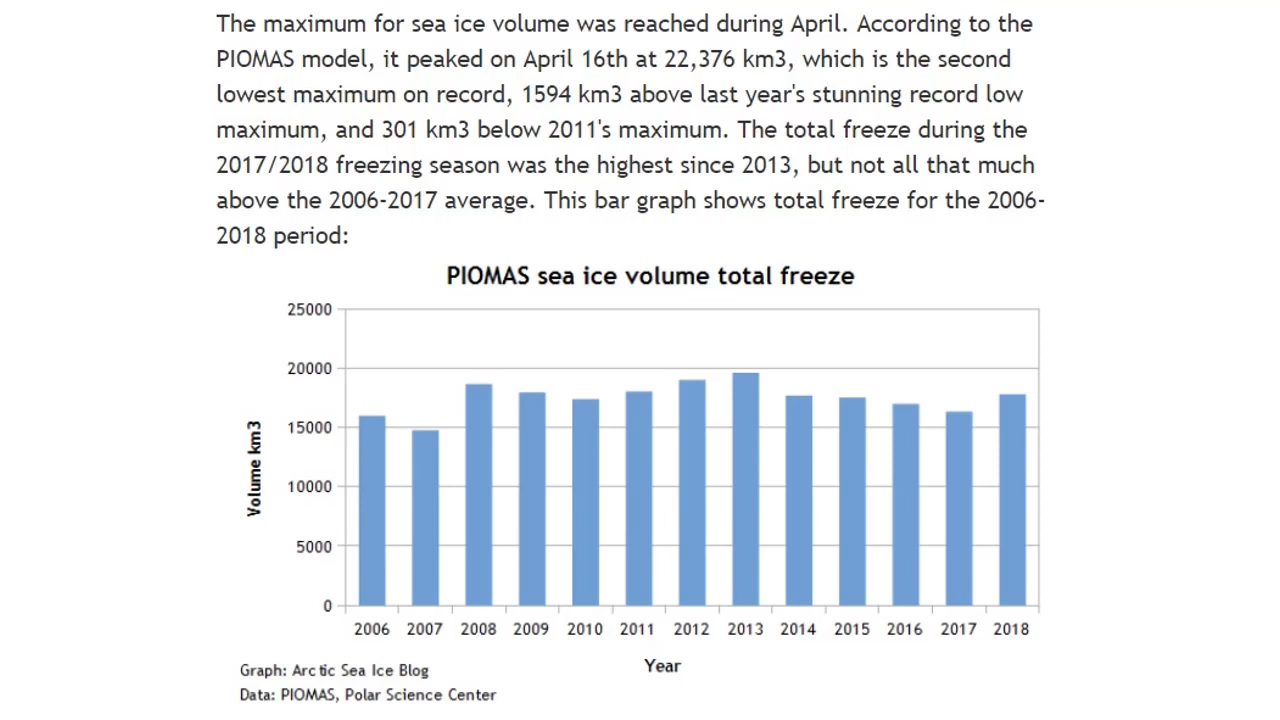 The maximum for sea ice volume was reached during April. According to the
PIOMAS model, it peaked on April 16th at 22,376 km3, which is the second
lowest maximum on record, 1594 km3 above last year's stunning record low
maximum, and 301 km3 below 2011's maximum. The total freeze during the
2017/2018 freezing season was the highest since 2013, but not all that much
above the 2006-2017 average. This bar graph shows total freeze for the 2006-
2018 period:
PIOMAS sea ice volume total freeze
25000
20000
15000
10000
5000
0
Volume km3
2006 2007 2008 2009 2010 2011 2012 2013 2014 2015 2016 2017 2018
Year
Graph: Arctic Sea Ice Blog
Data: PIOMAS, Polar Science Center